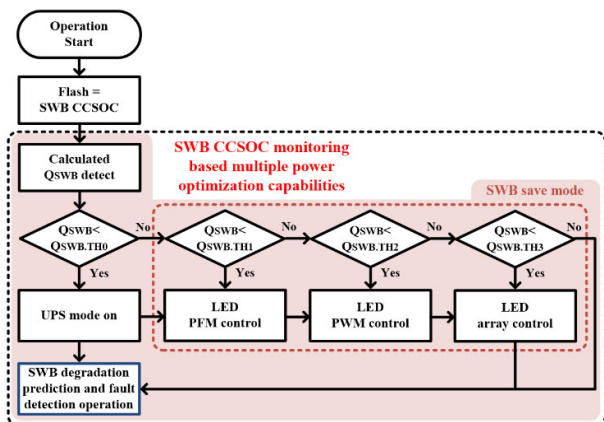 Operation
Start
Flash =
SWB CCSOC
Calculated
QSWB detect
SWB CCSOC monitoring
based multiple power
optimization capabilities
SWB save mode
QSWB<
QSWB.TH0
No
QSWB<
QSWB.TH1
No
QSWB<
QSWB.TH2
No
QSWB<
QSWB.TH3
No
Yes
Yes
Yes
Yes
UPS mode on
LED
PFM control
LED
PWM control
LED
array control
SWB degradation
prediction and fault
detection operation